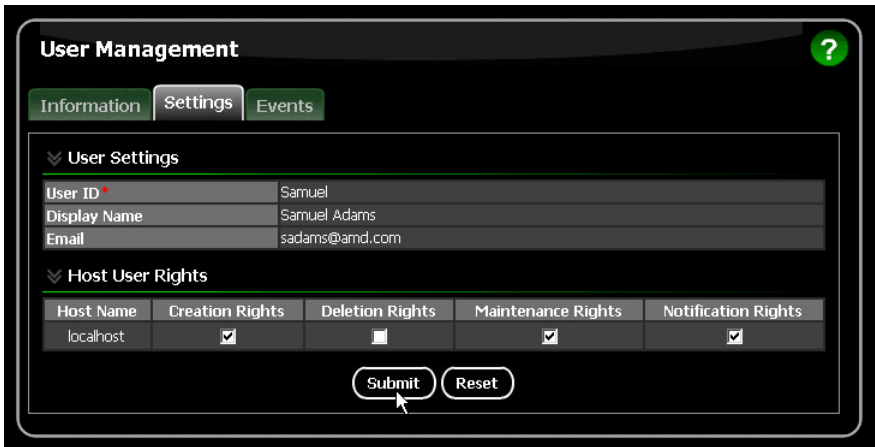 User Management
?
Information Settings Events
User Settings
User ID* Samuel
Display Name Samuel Adams
Email sadams@amd.com
Host User Rights
Host Name Creation Rights Deletion Rights Maintenance Rights Notification Rights
localhost
Submit Reset